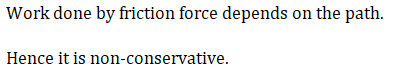 Work done by friction force depends on the path.
Hence it is non-conservative.